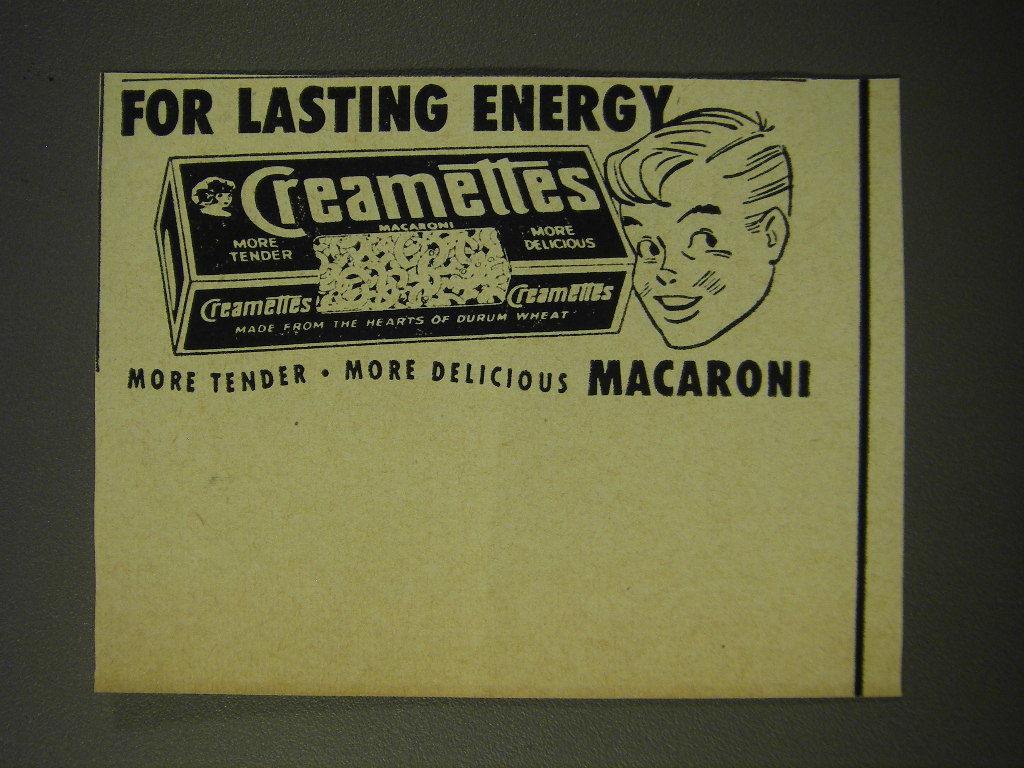 FOR LASTING ENERGY
Creamettes
MACARONI
MORE
TENDER
MORE
DELICIOUS
Creamettes
Creamettes
MADE FROM THE HEARTS OF DURUM WHEAT
MORE TENDER • MORE DELICIOUS MACARONI